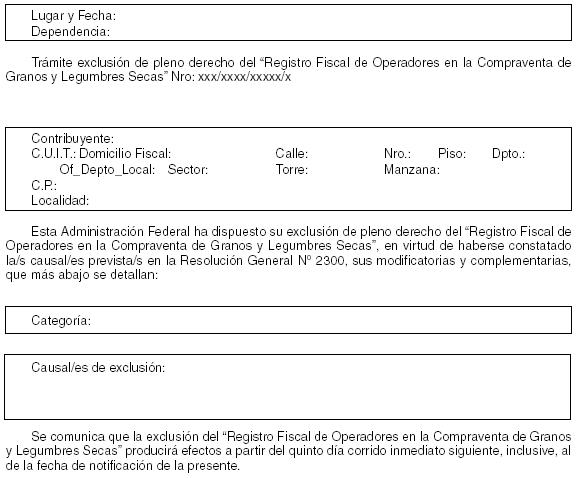 Lugar y Fecha:
Dependencia:
Trámite exclusión de pleno derecho del “Registro Fiscal de Operadores en la Compraventa de
Granos y Legumbres Secas” Nro: xxx/xxxx/xxxxx/x
Contribuyente:
C.U.I.T.: Domicilio Fiscal: Calle: Nro.: Piso: Dpto.:
Of_Depto_Local: Sector: Torre: Manzana:
C.P.:
Localidad:
Esta Administración Federal ha dispuesto su exclusión de pleno derecho del “Registro Fiscal de
Operadores en la Compraventa de Granos y Legumbres Secas”, en virtud de haberse constatado
la/s causal/es prevista/s en la Resolución General Nº 2300, sus modificatorias y complementarias,
que más abajo se detallan:
Categoría:
Causal/es de exclusión:
Se comunica que la exclusión del “Registro Fiscal de Operadores en la Compraventa de Granos
y Legumbres Secas” producirá efectos a partir del quinto día corrido inmediato siguiente, inclusive, al
de la fecha de notificación de la presente.